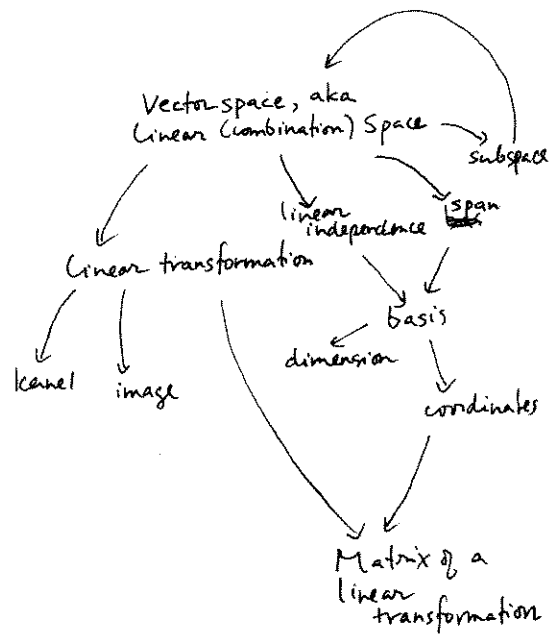 Vector space, aka
Linear (combination) Space
subspace
linear
independence
span
Linear transformation
basis
dimension
kernel
image
coordinates
Matrix of a
linear
transformation